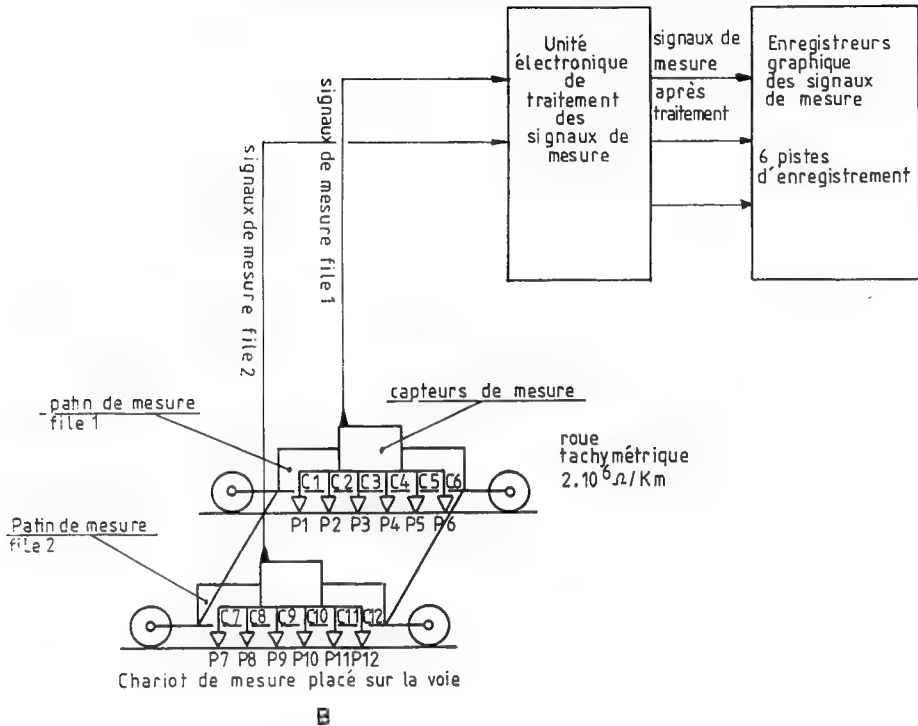 Unité
électronique
de
traitement
des
signaux de
mesure
signaux de
mesure
après
traitement
Enregistreurs
graphique
des signaux
de mesure
6 pistes
d'enregistrement
signaux de mesure file 1
signaux de mesure file 2
patin de mesure
file 1
capteurs de mesure
roue
tachymétrique
2.10⁶Ω/Km
C1 C2 C3 C4 C5 C6
P1 P2 P3 P4 P5 P6
Patin de mesure
file 2
C7 C8 C9 C10 C11 C12
P7 P8 P9 P10 P11 P12
Chariot de mesure placé sur la voie
B